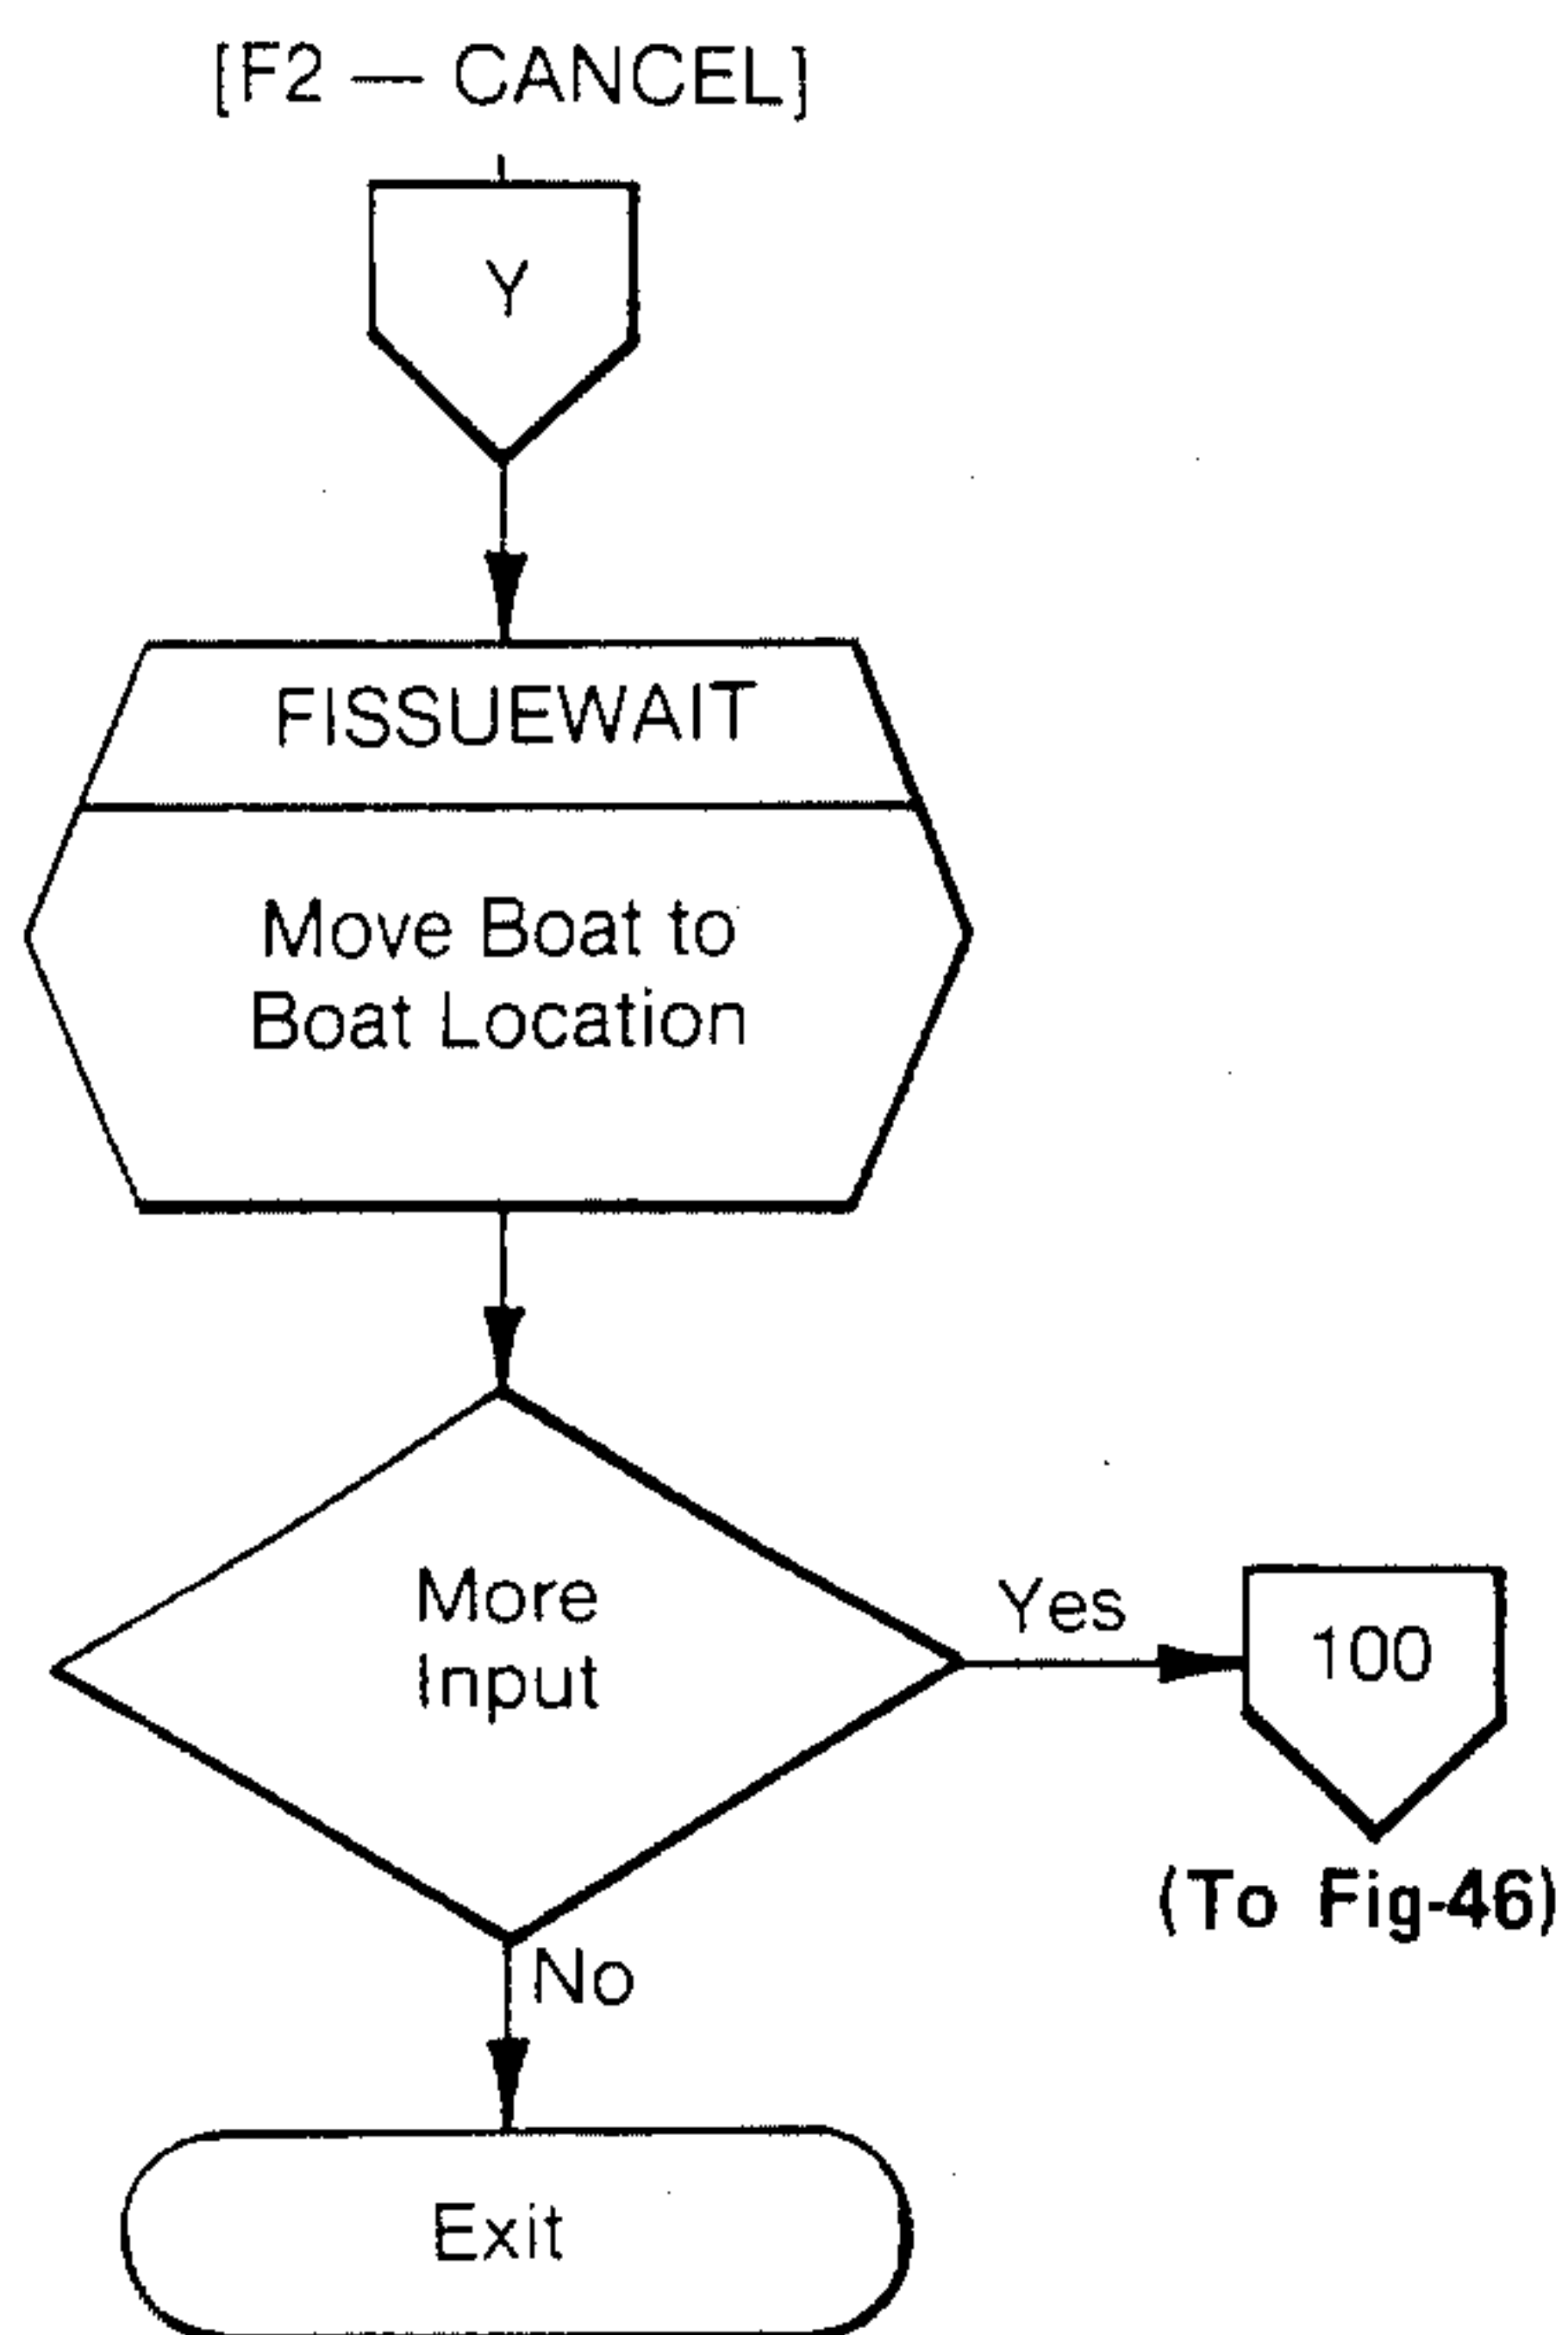 [F2 — CANCEL]
Y
FISSUEWAIT
Move Boat to
Boat Location
More
Input
Yes
100
(To Fig-46)
No
Exit